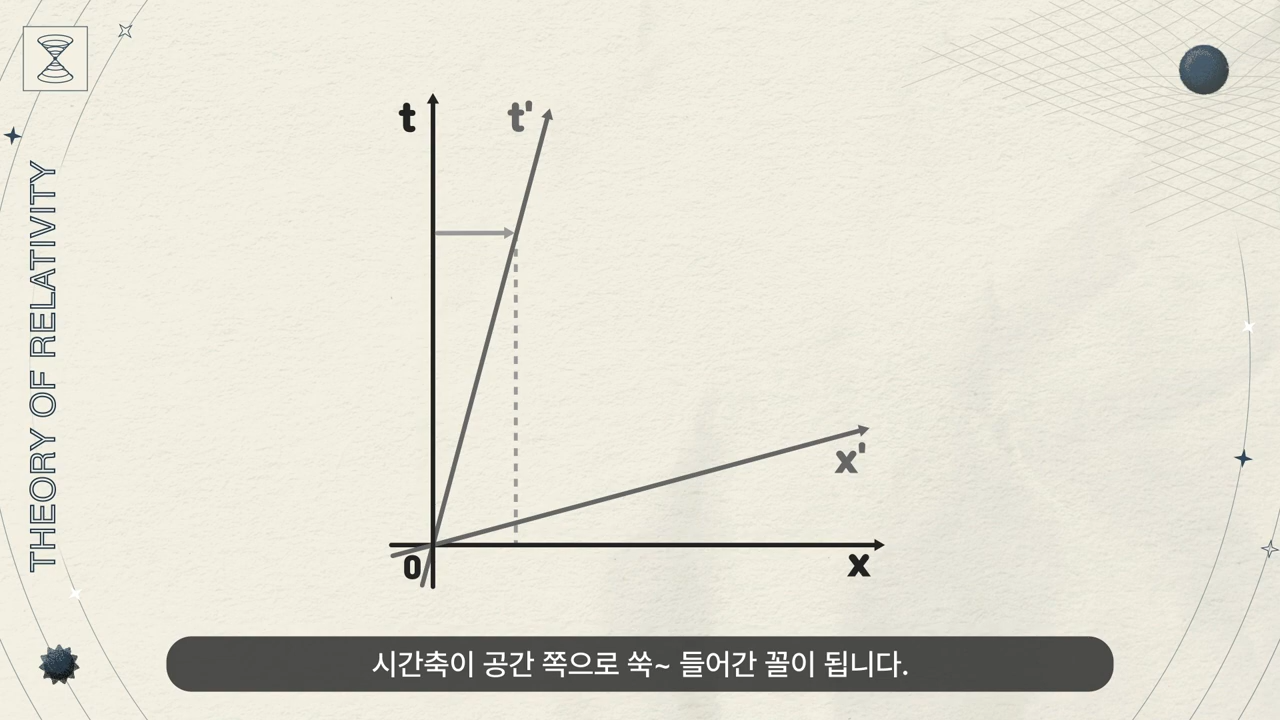 THEORY OF RELATIVITY
t
t'
x'
0
x
시간축이 공간 쪽으로 쑥~ 들어간 꼴이 됩니다.